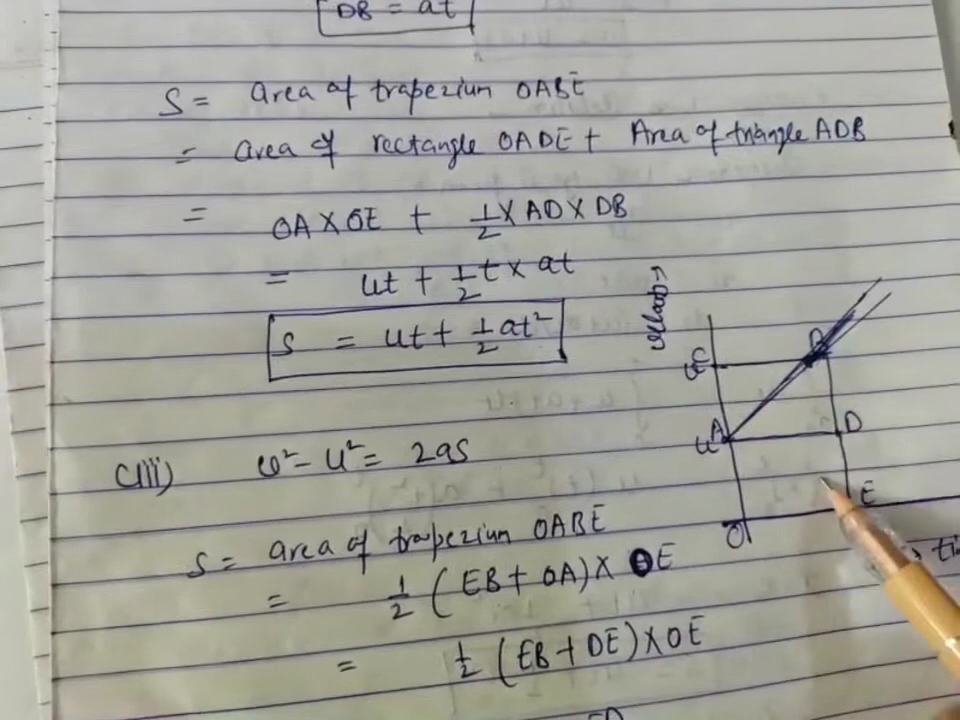 DB = at
S = area of trapezium OABE
= area of rectangle OADE + Area of triangle ADB
= OA X OE + 1/2 X AD X DB
= ut + 1/2 t x at
S = ut + 1/2 at²
velocity
C
B
A
u
D
E
O
(iii) v² - u² = 2as
S = area of trapezium OABE
= 1/2 (EB + OA) X OE
= 1/2 (EB + DE) X OE